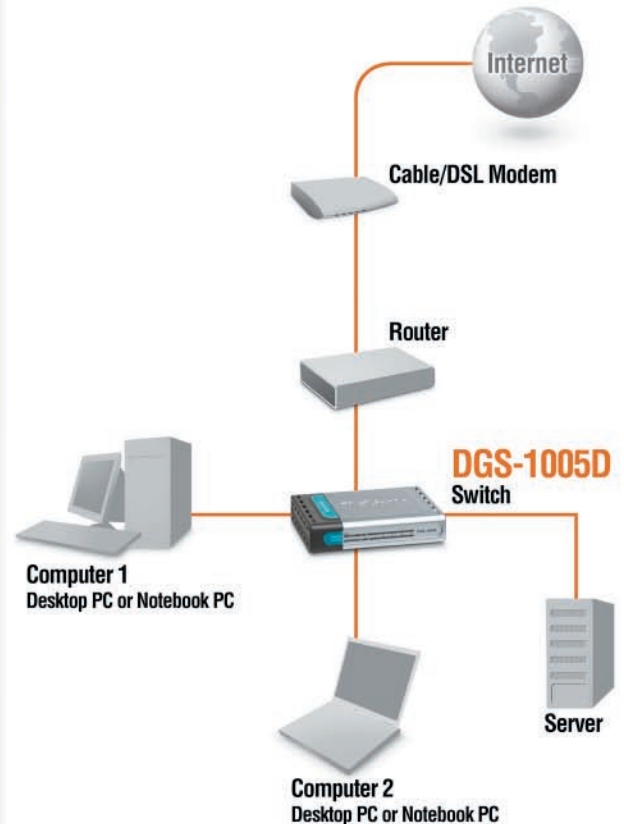 Internet
Cable/DSL Modem
Router
DGS-1005D
Switch
Computer 1
Desktop PC or Notebook PC
Server
Computer 2
Desktop PC or Notebook PC